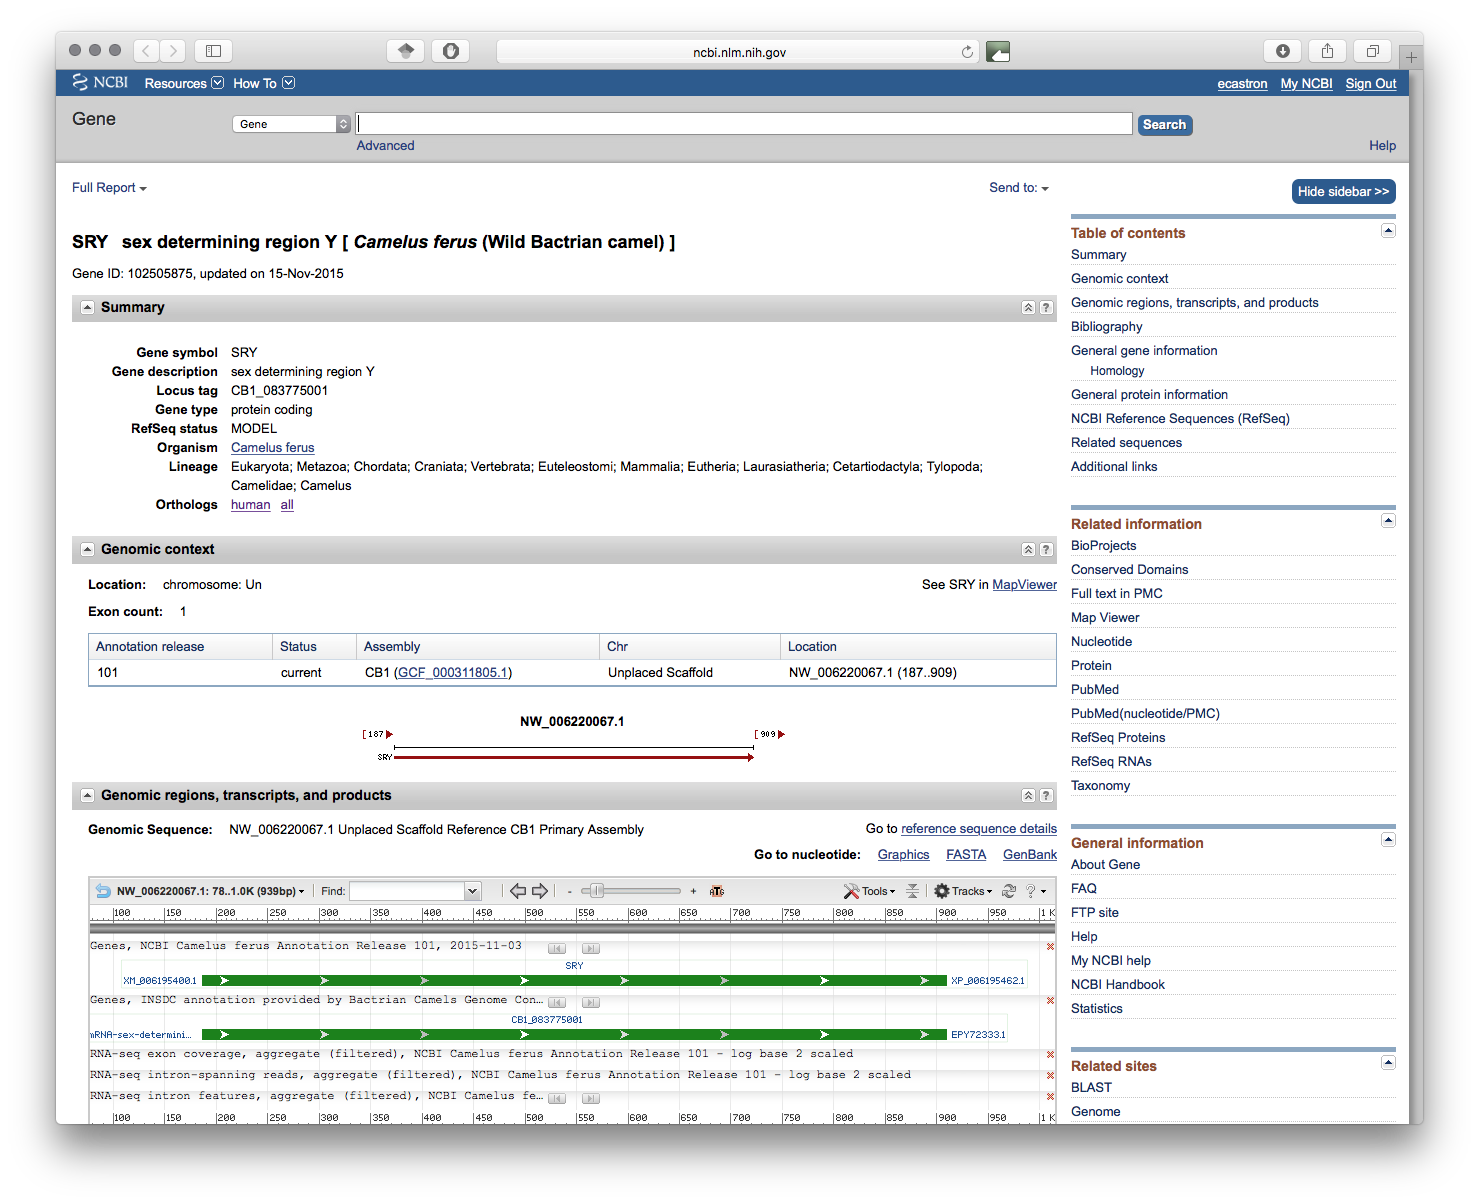 ncbi.nlm.nih.gov
NCBI Resources How To ecastron My NCBI Sign Out
Gene Gene Search
Advanced Help
Full Report Send to: Hide sidebar >>
SRY sex determining region Y [ Camelus ferus (Wild Bactrian camel) ]
Gene ID: 102505875, updated on 15-Nov-2015
Summary
Gene symbol SRY
Gene description sex determining region Y
Locus tag CB1_083775001
Gene type protein coding
RefSeq status MODEL
Organism Camelus ferus
Lineage Eukaryota; Metazoa; Chordata; Craniata; Vertebrata; Euteleostomi; Mammalia; Eutheria; Laurasiatheria; Cetartiodactyla; Tylopoda;
Camelidae; Camelus
Orthologs human all
Genomic context
Location: chromosome: Un See SRY in MapViewer
Exon count: 1
Annotation release Status Assembly Chr Location
101 current CB1 (GCF_000311805.1) Unplaced Scaffold NW_006220067.1 (187..909)
NW_006220067.1
[ 187 [ 909
SRY
Genomic regions, transcripts, and products
Genomic Sequence: NW_006220067.1 Unplaced Scaffold Reference CB1 Primary Assembly Go to reference sequence details
Go to nucleotide: Graphics FASTA GenBank
NW_006220067.1: 78..1.0K (939bp) Find: - + ATG Tools Tracks ?
100 150 200 250 300 350 400 450 500 550 600 650 700 750 800 850 900 950 1 K
Genes, NCBI Camelus ferus Annotation Release 101, 2015-11-03
SRY
XM_006195400.1 XP_006195462.1
Genes, INSDC annotation provided by Bactrian Camels Genome Con...
CB1_083775001
mRNA-sex-determini... EPY72333.1
RNA-seq exon coverage, aggregate (filtered), NCBI Camelus ferus Annotation Release 101 - log base 2 scaled
RNA-seq intron-spanning reads, aggregate (filtered), NCBI Camelus ferus Annotation Release 101 - log base 2 scaled
RNA-seq intron features, aggregate (filtered), NCBI Camelus fe...
100 150 200 250 300 350 400 450 500 550 600 650 700 750 800 850 900 950 1 K
Table of contents
Summary
Genomic context
Genomic regions, transcripts, and products
Bibliography
General gene information
Homology
General protein information
NCBI Reference Sequences (RefSeq)
Related sequences
Additional links
Related information
BioProjects
Conserved Domains
Full text in PMC
Map Viewer
Nucleotide
Protein
PubMed
PubMed(nucleotide/PMC)
RefSeq Proteins
RefSeq RNAs
Taxonomy
General information
About Gene
FAQ
FTP site
Help
My NCBI help
NCBI Handbook
Statistics
Related sites
BLAST
Genome